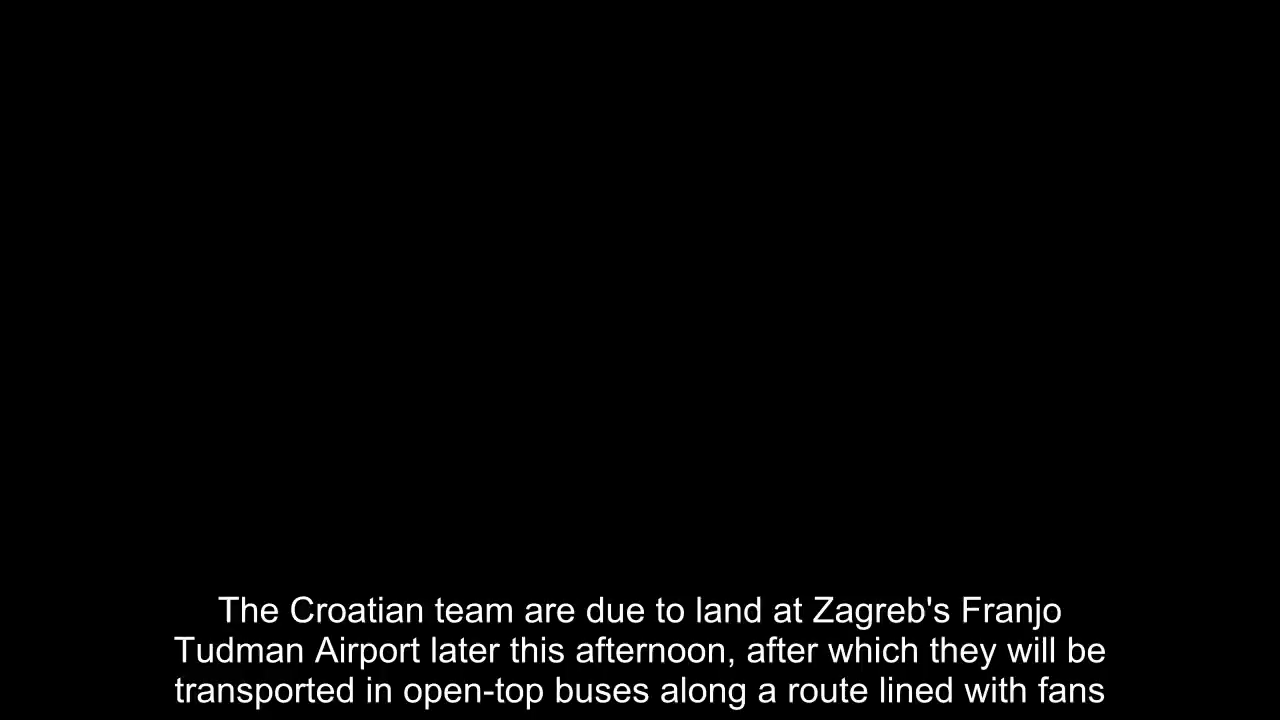 The Croatian team are due to land at Zagreb's Franjo
Tudman Airport later this afternoon, after which they will be
transported in open-top buses along a route lined with fans